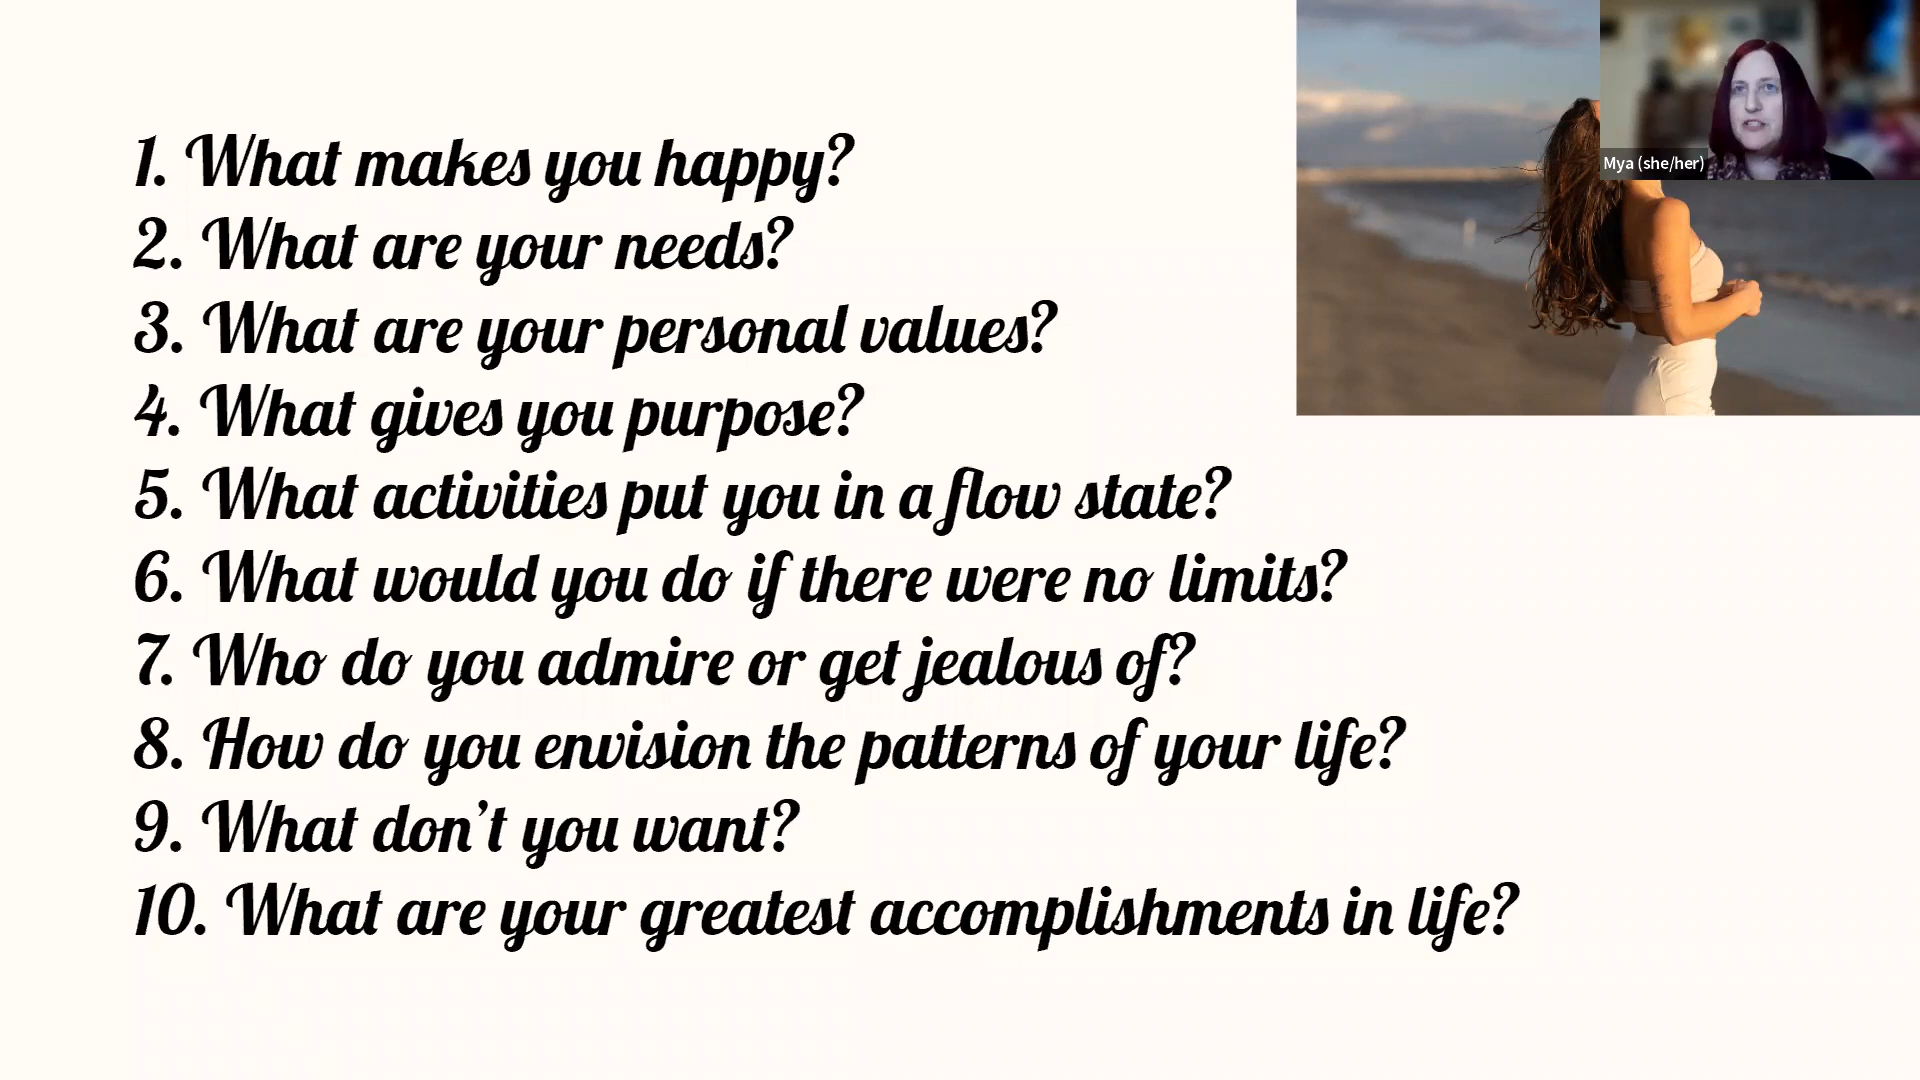 1. What makes you happy?
2. What are your needs?
3. What are your personal values?
4. What gives you purpose?
5. What activities put you in a flow state?
6. What would you do if there were no limits?
7. Who do you admire or get jealous of?
8. How do you envision the patterns of your life?
9. What don’t you want?
10. What are your greatest accomplishments in life?
Mya (she/her)